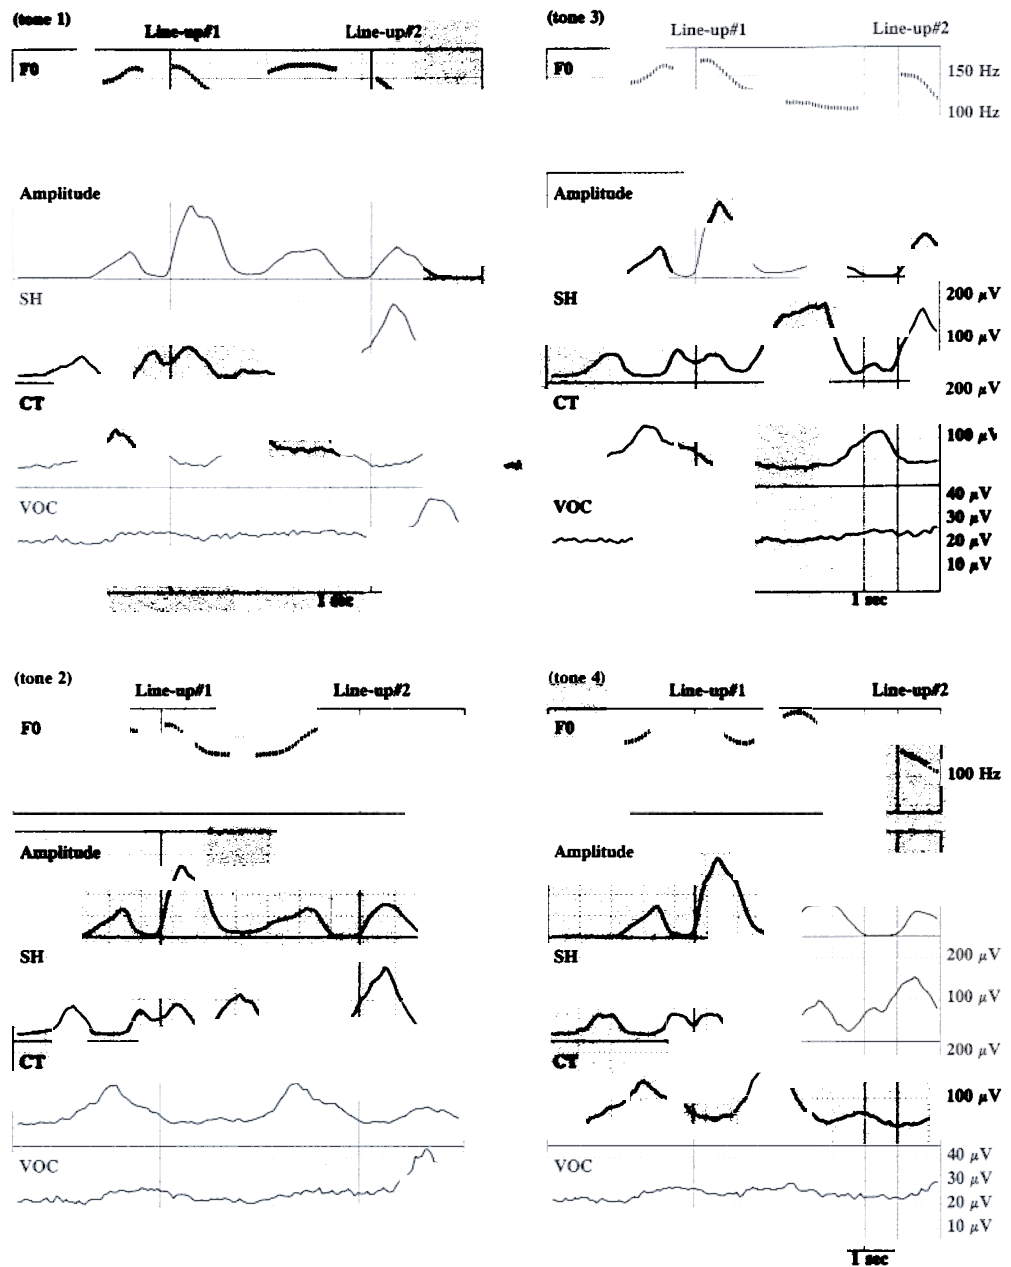 (tone 1)
Line-up#1 Line-up#2
F0
Amplitude
SH
CT
VOC
1 sec
(tone 3)
Line-up#1 Line-up#2
F0
150 Hz
100 Hz
Amplitude
SH
200 μV
100 μV
200 μV
CT
100 μV
VOC
40 μV
30 μV
20 μV
10 μV
1 sec
(tone 2)
Line-up#1 Line-up#2
F0
Amplitude
SH
CT
VOC
(tone 4)
Line-up#1 Line-up#2
F0
100 Hz
Amplitude
SH
200 μV
100 μV
200 μV
CT
100 μV
VOC
40 μV
30 μV
20 μV
10 μV
1 sec